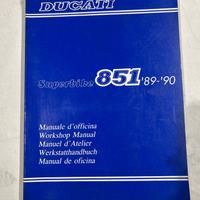 DUCATI
Superbike 851 '89-'90
Manuale d'officina
Workshop Manual
Manuel d'Atelier
Werkstatthandbuch
Manual de oficina